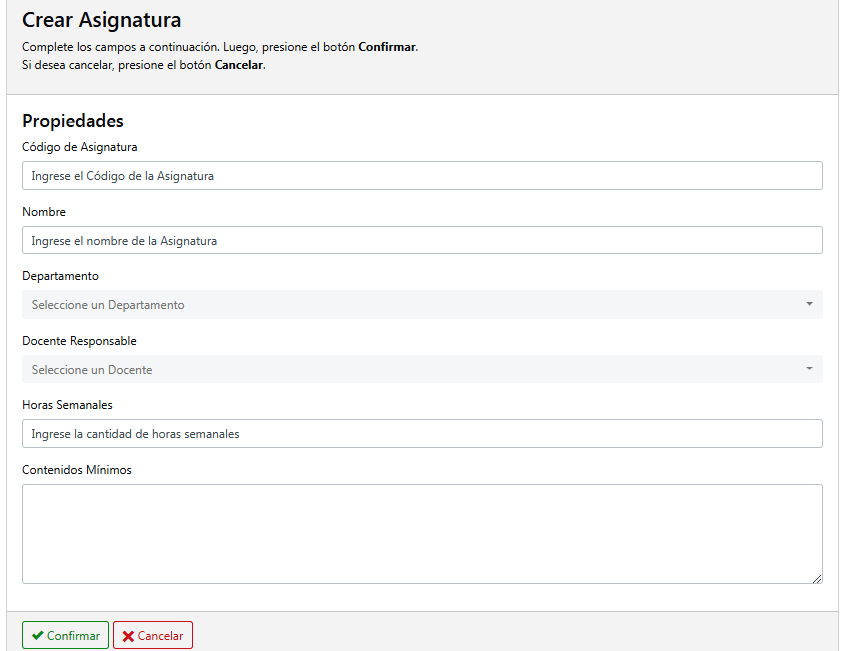 Crear Asignatura
Complete los campos a continuación. Luego, presione el botón Confirmar.
Si desea cancelar, presione el botón Cancelar.
Propiedades
Código de Asignatura
Ingrese el Código de la Asignatura
Nombre
Ingrese el nombre de la Asignatura
Departamento
Seleccione un Departamento
Docente Responsable
Seleccione un Docente
Horas Semanales
Ingrese la cantidad de horas semanales
Contenidos Mínimos
Confirmar Cancelar